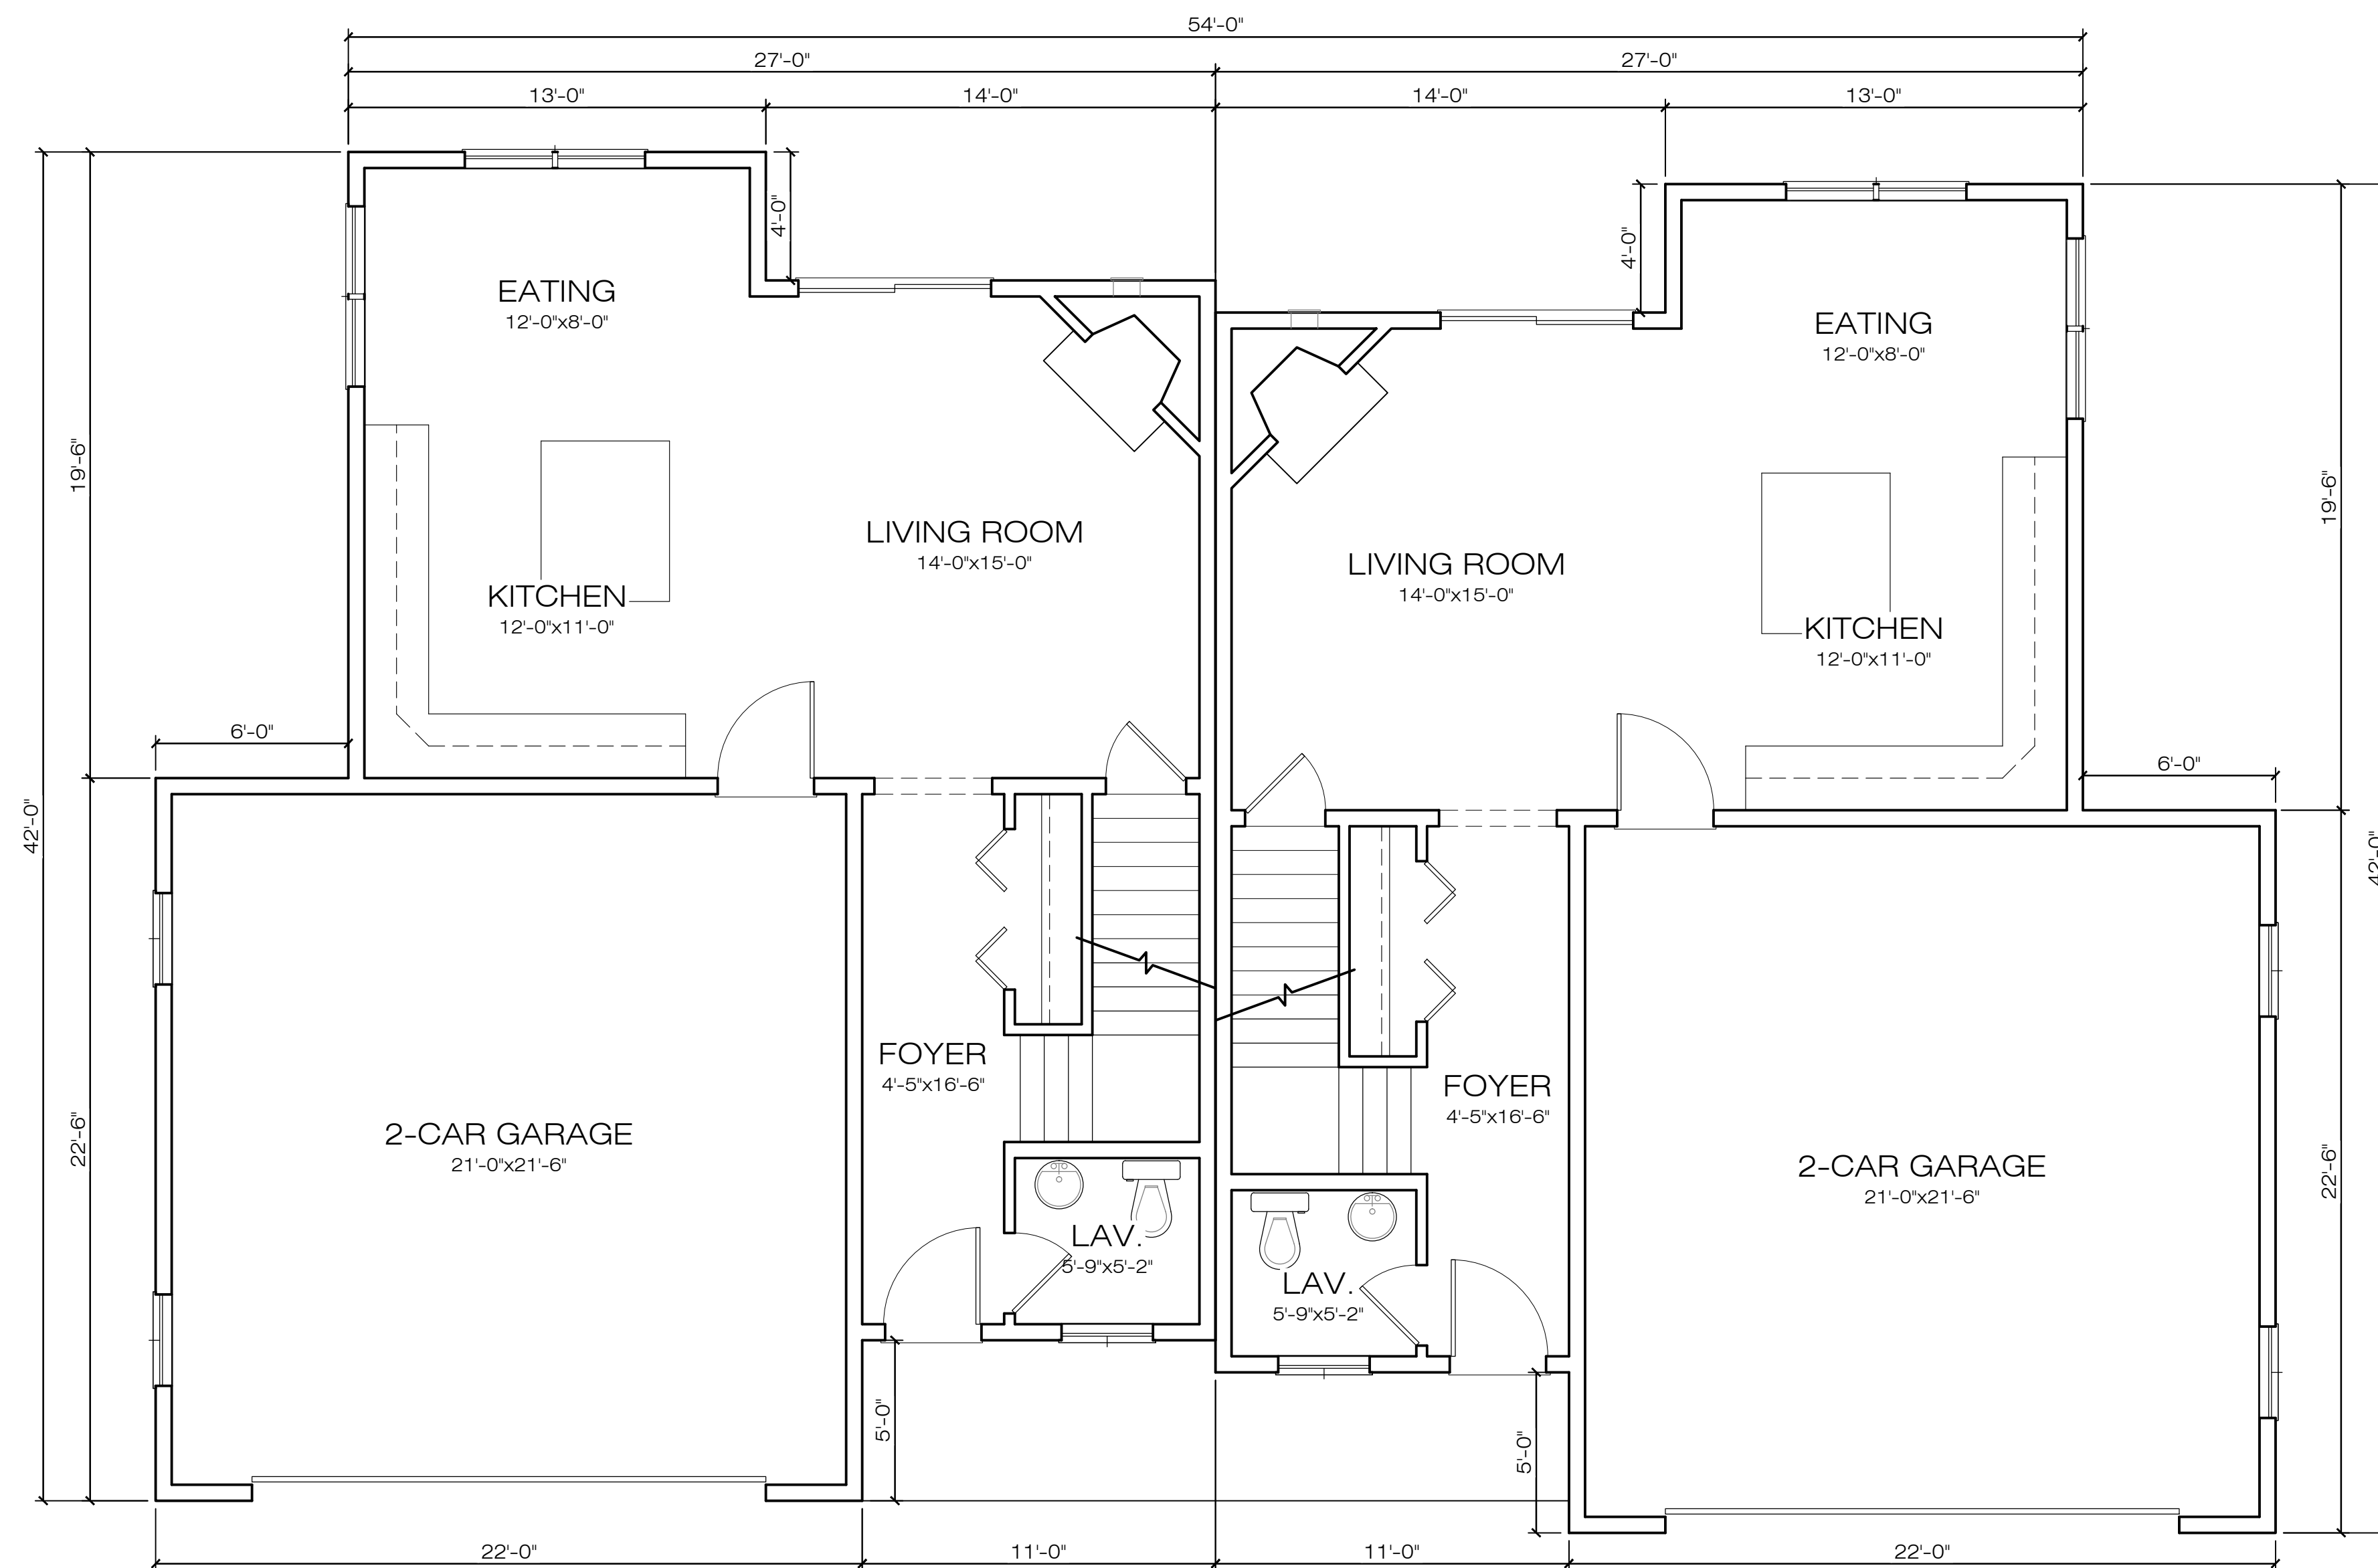 54'-0"
27'-0"
27'-0"
13'-0"
14'-0"
14'-0"
13'-0"
4'-0"
4'-0"
EATING
12'-0"x8'-0"
EATING
12'-0"x8'-0"
19'-6"
19'-6"
LIVING ROOM
14'-0"x15'-0"
LIVING ROOM
14'-0"x15'-0"
KITCHEN
12'-0"x11'-0"
KITCHEN
12'-0"x11'-0"
6'-0"
6'-0"
42'-0"
42'-0"
FOYER
4'-5"x16'-6"
FOYER
4'-5"x16'-6"
22'-6"
22'-6"
2-CAR GARAGE
21'-0"x21'-6"
2-CAR GARAGE
21'-0"x21'-6"
LAV.
5'-9"x5'-2"
LAV.
5'-9"x5'-2"
5'-0"
5'-0"
22'-0"
11'-0"
11'-0"
22'-0"